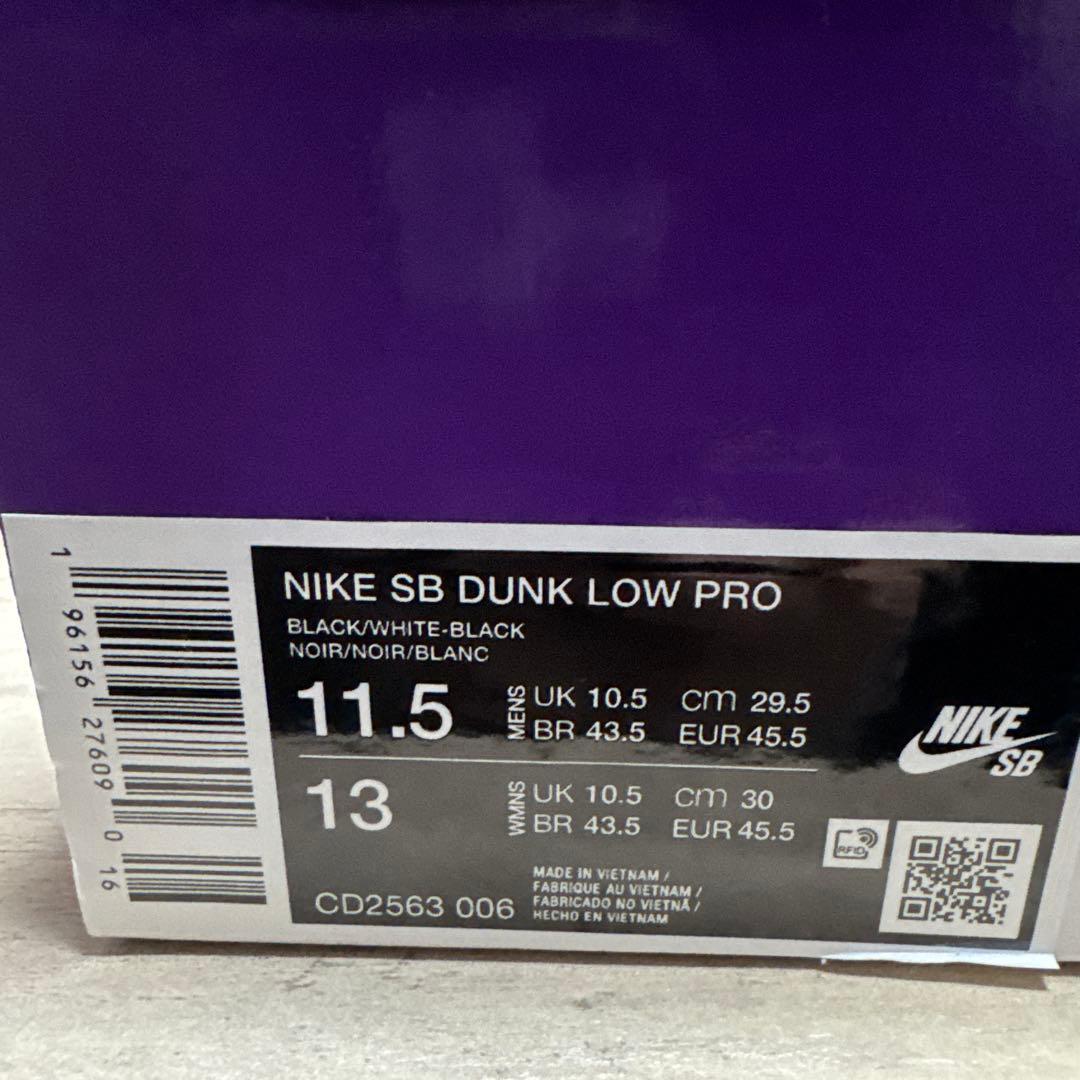 1 96156 27609 0 16
NIKE SB DUNK LOW PRO
BLACK/WHITE-BLACK
NOIR/NOIR/BLANC
11.5 MENS UK 10.5 cm 29.5
BR 43.5 EUR 45.5
13 WMNS UK 10.5 cm 30
BR 43.5 EUR 45.5
CD2563 006
MADE IN VIETNAM /
FABRIQUE AU VIETNAM /
FABRICADO NO VIETNÃ /
HECHO EN VIETNAM
NIKE
SB
RFID